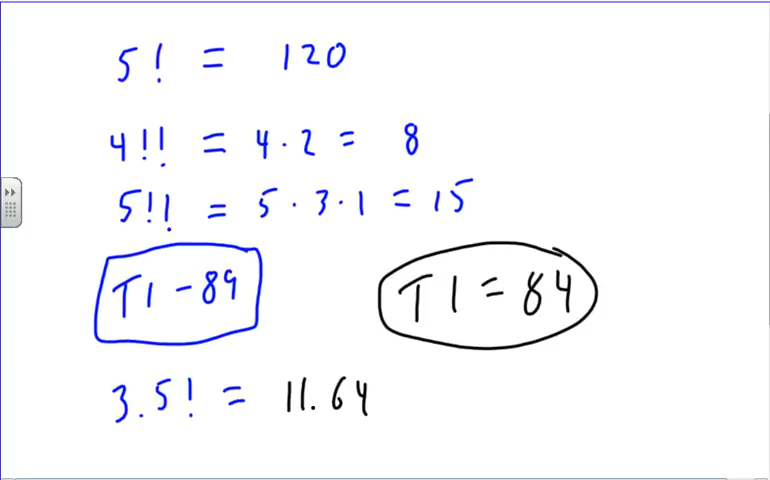 5! = 120
4!! = 4 · 2 = 8
5!! = 5 · 3 · 1 = 15
TI - 89
TI = 84
3.5! = 11.64